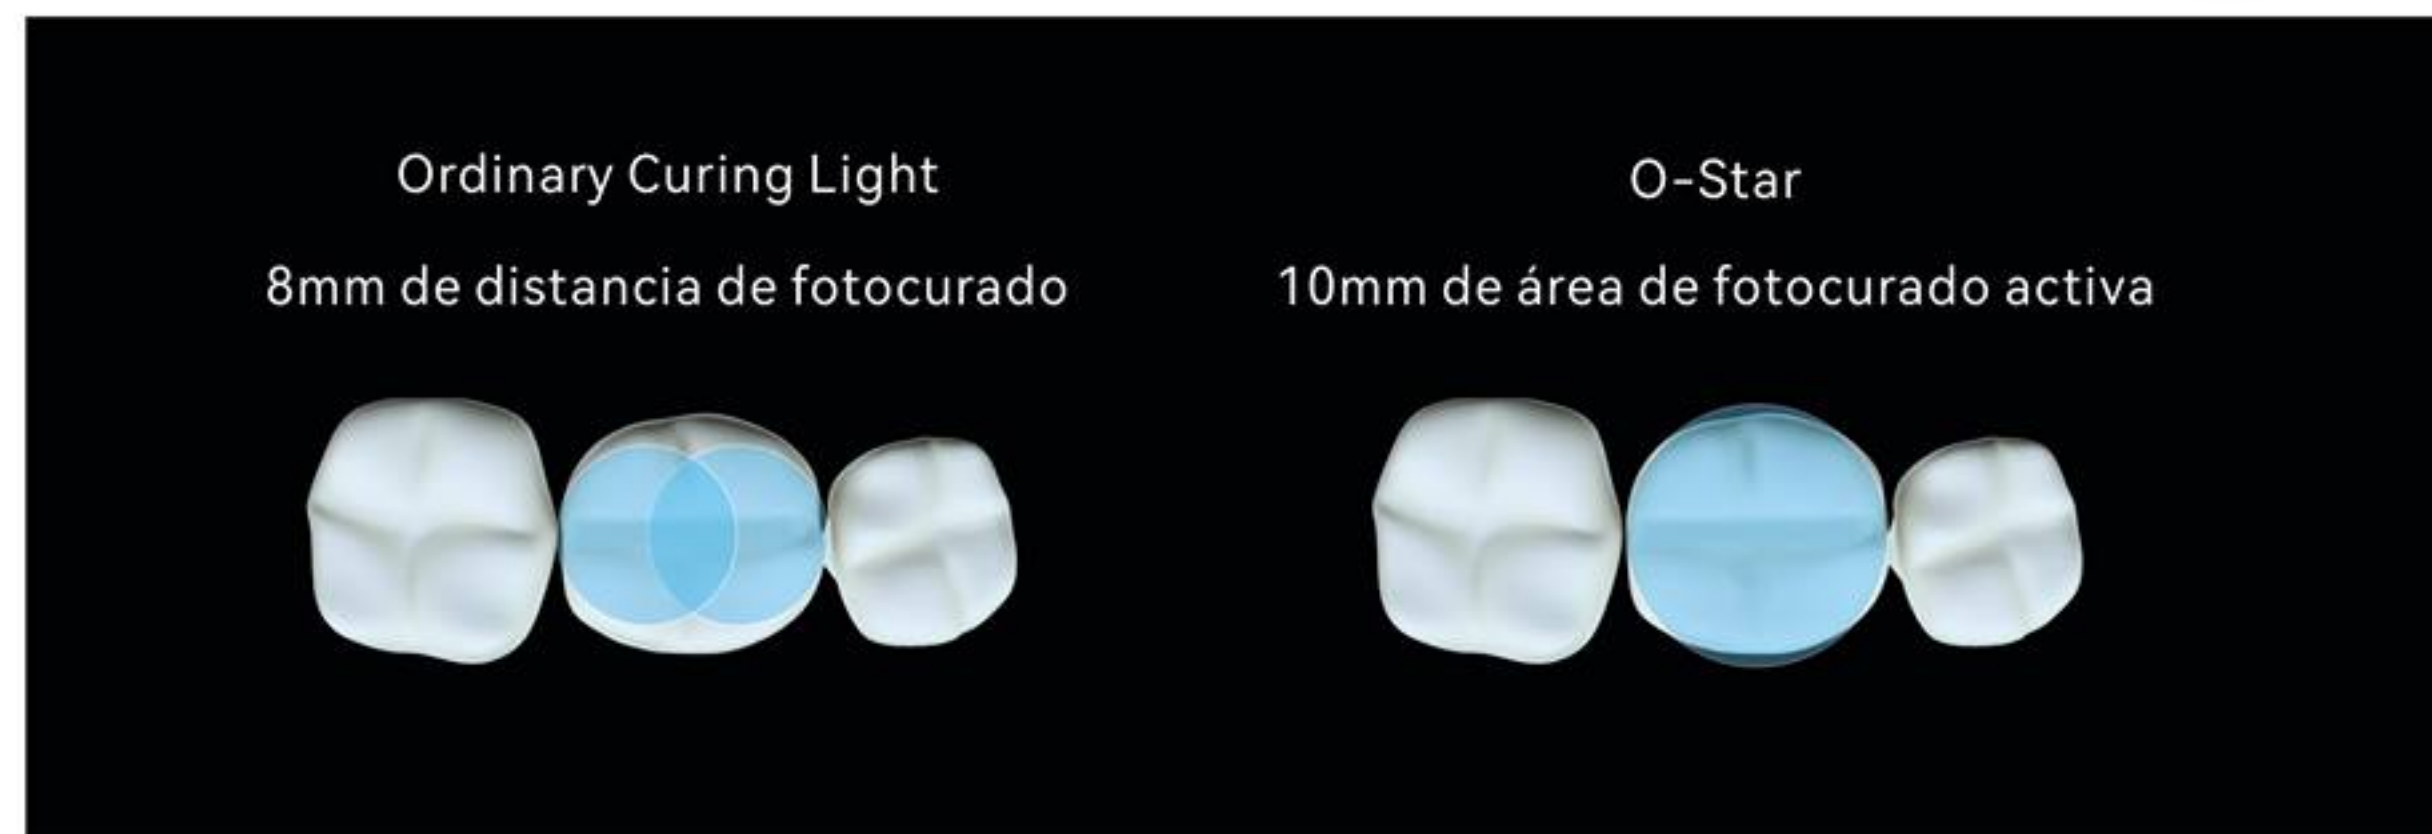 Ordinary Curing Light
8mm de distancia de fotocurado
O-Star
10mm de área de fotocurado activa